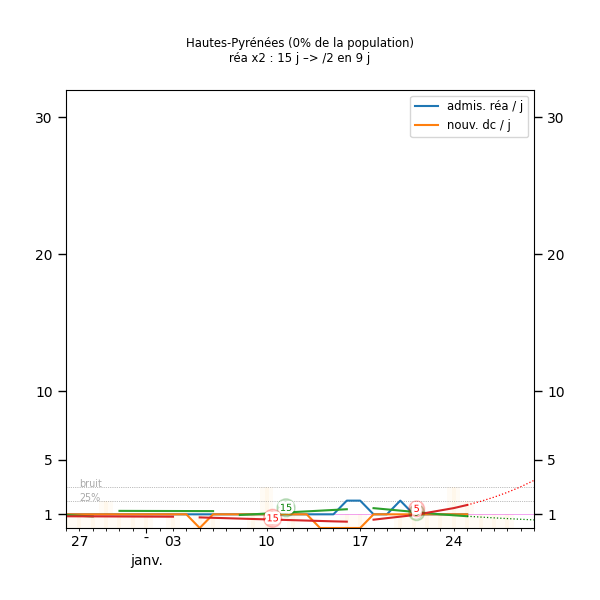 Hautes-Pyrénées (0% de la population)
réa x2 : 15 j –> /2 en 9 j
admis. réa / j
nouv. dc / j
30 30
20 20
10 10
5 5
bruit
25%
15
15
5
1 1
27 - 03 10 17 24
janv.